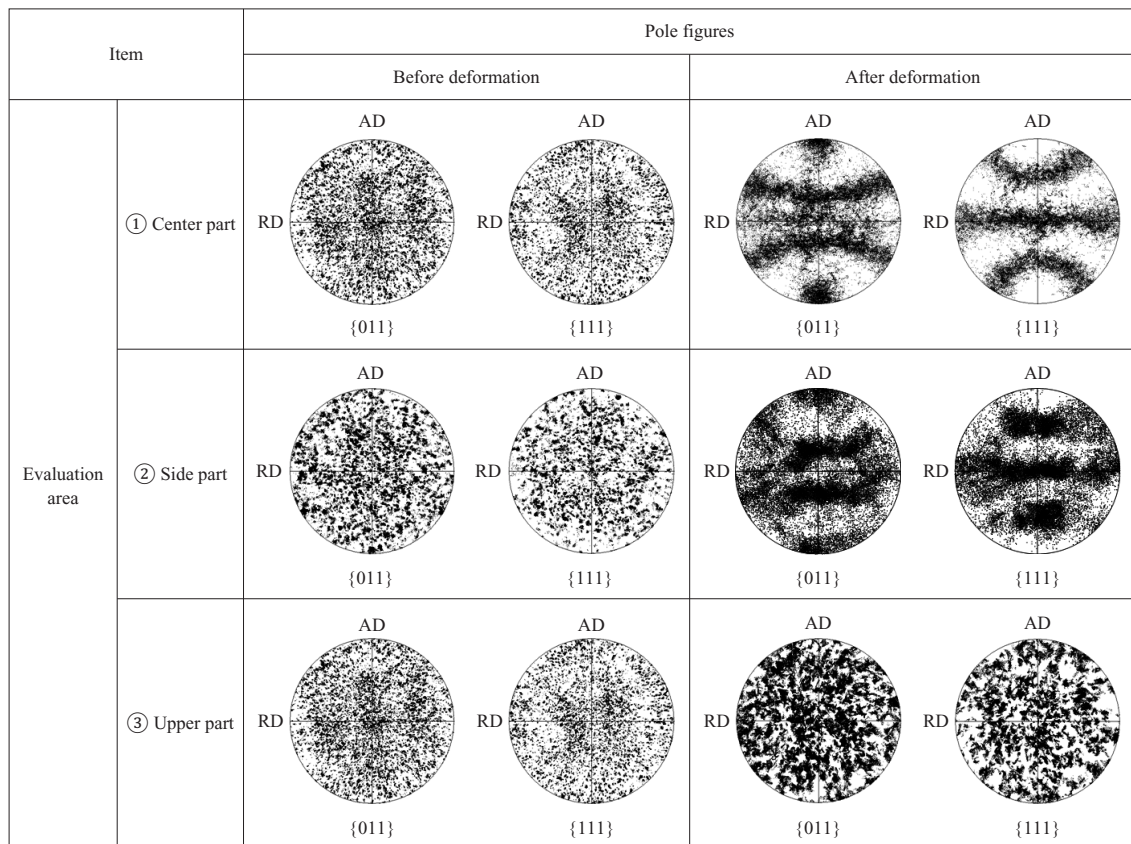 Item
Pole figures
Before deformation
After deformation
Evaluation
area
① Center part
AD
RD
{011}
AD
RD
{111}
AD
RD
{011}
AD
RD
{111}
② Side part
AD
RD
{011}
AD
RD
{111}
AD
RD
{011}
AD
RD
{111}
③ Upper part
AD
RD
{011}
AD
RD
{111}
AD
RD
{011}
AD
RD
{111}